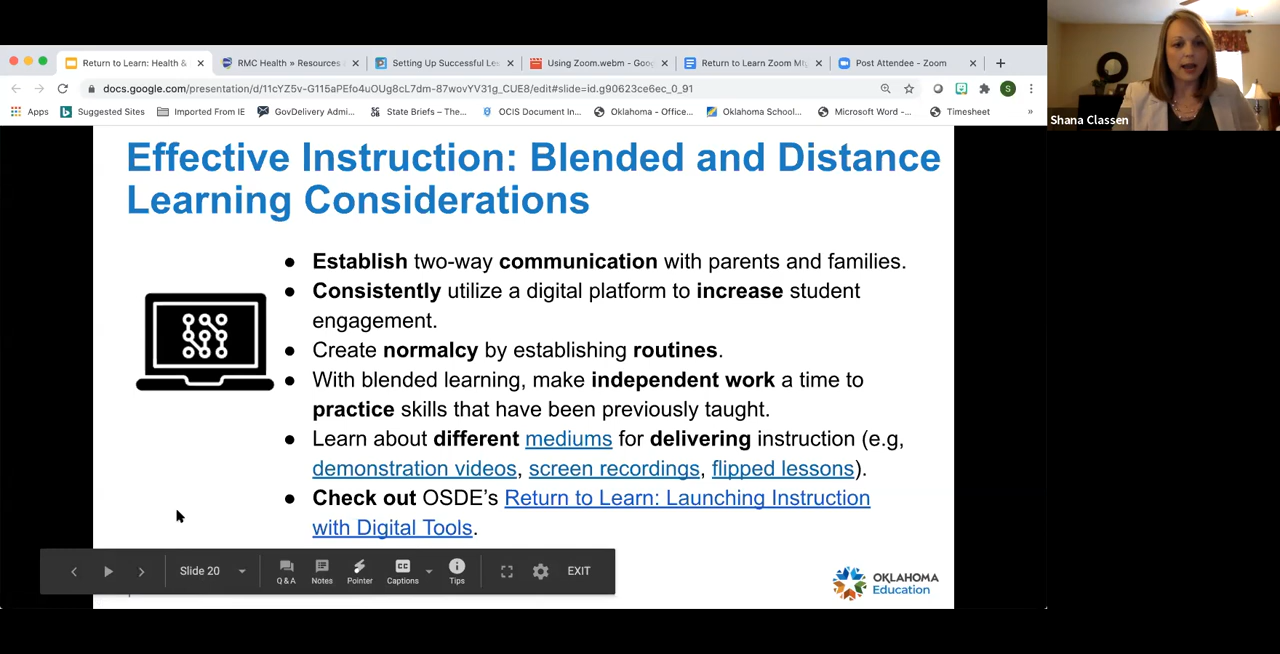 Return to Learn: Health &
RMC Health » Resources
Setting Up Successful Les
Using Zoom.webm - Goog
Return to Learn Zoom Mtg
Post Attendee - Zoom
docs.google.com/presentation/d/11cYZ5v-G115aPEfo4uOUg8cL7dm-87wovYV31g_CUE8/edit#slide=id.g90623ce6ec_0_91
S
Apps
Suggested Sites
Imported From IE
GovDelivery Admi...
State Briefs – The...
OCIS Document In...
Oklahoma - Office...
Oklahoma School...
Microsoft Word -...
Timesheet
»
Shana Classen
Effective Instruction: Blended and Distance
Learning Considerations
● Establish two-way communication with parents and families.
● Consistently utilize a digital platform to increase student
engagement.
● Create normalcy by establishing routines.
● With blended learning, make independent work a time to
practice skills that have been previously taught.
● Learn about different mediums for delivering instruction (e.g,
demonstration videos, screen recordings, flipped lessons).
● Check out OSDE’s Return to Learn: Launching Instruction
with Digital Tools.
Slide 20
Q & A
Notes
Pointer
CC
Captions
Tips
EXIT
OKLAHOMA
Education